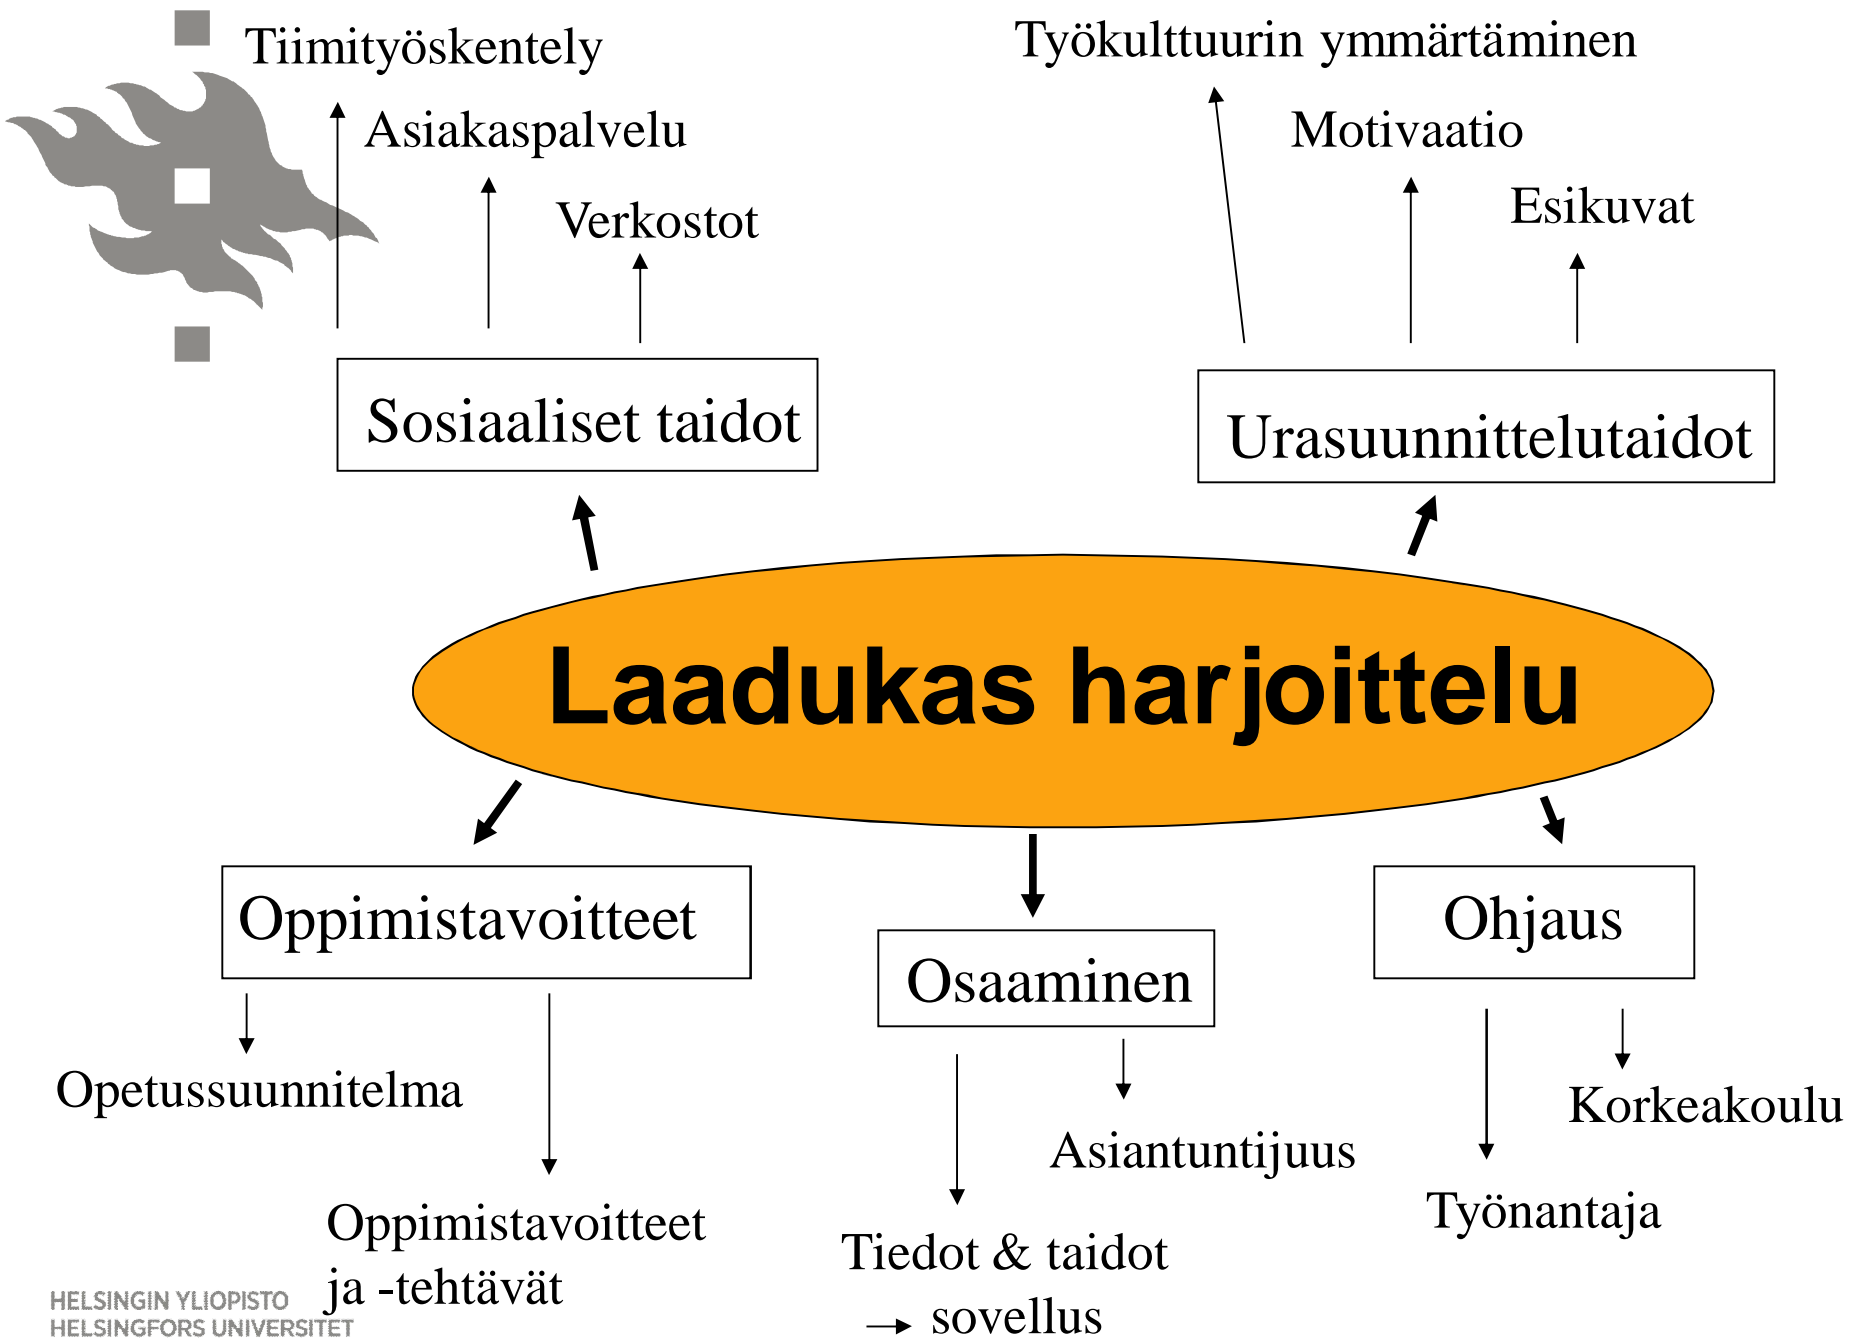 Tiimityöskentely
Asiakaspalvelu
Verkostot
Työkulttuurin ymmärtäminen
Motivaatio
Esikuvat
Sosiaaliset taidot
Urasuunnittelutaidot
Laadukas harjoittelu
Oppimistavoitteet
Osaaminen
Ohjaus
Opetussuunnitelma
Oppimistavoitteet
ja -tehtävät
Asiantuntijuus
Tiedot & taidot
→ sovellus
Korkeakoulu
Työnantaja
HELSINGIN YLIOPISTO
HELSINGFORS UNIVERSITET